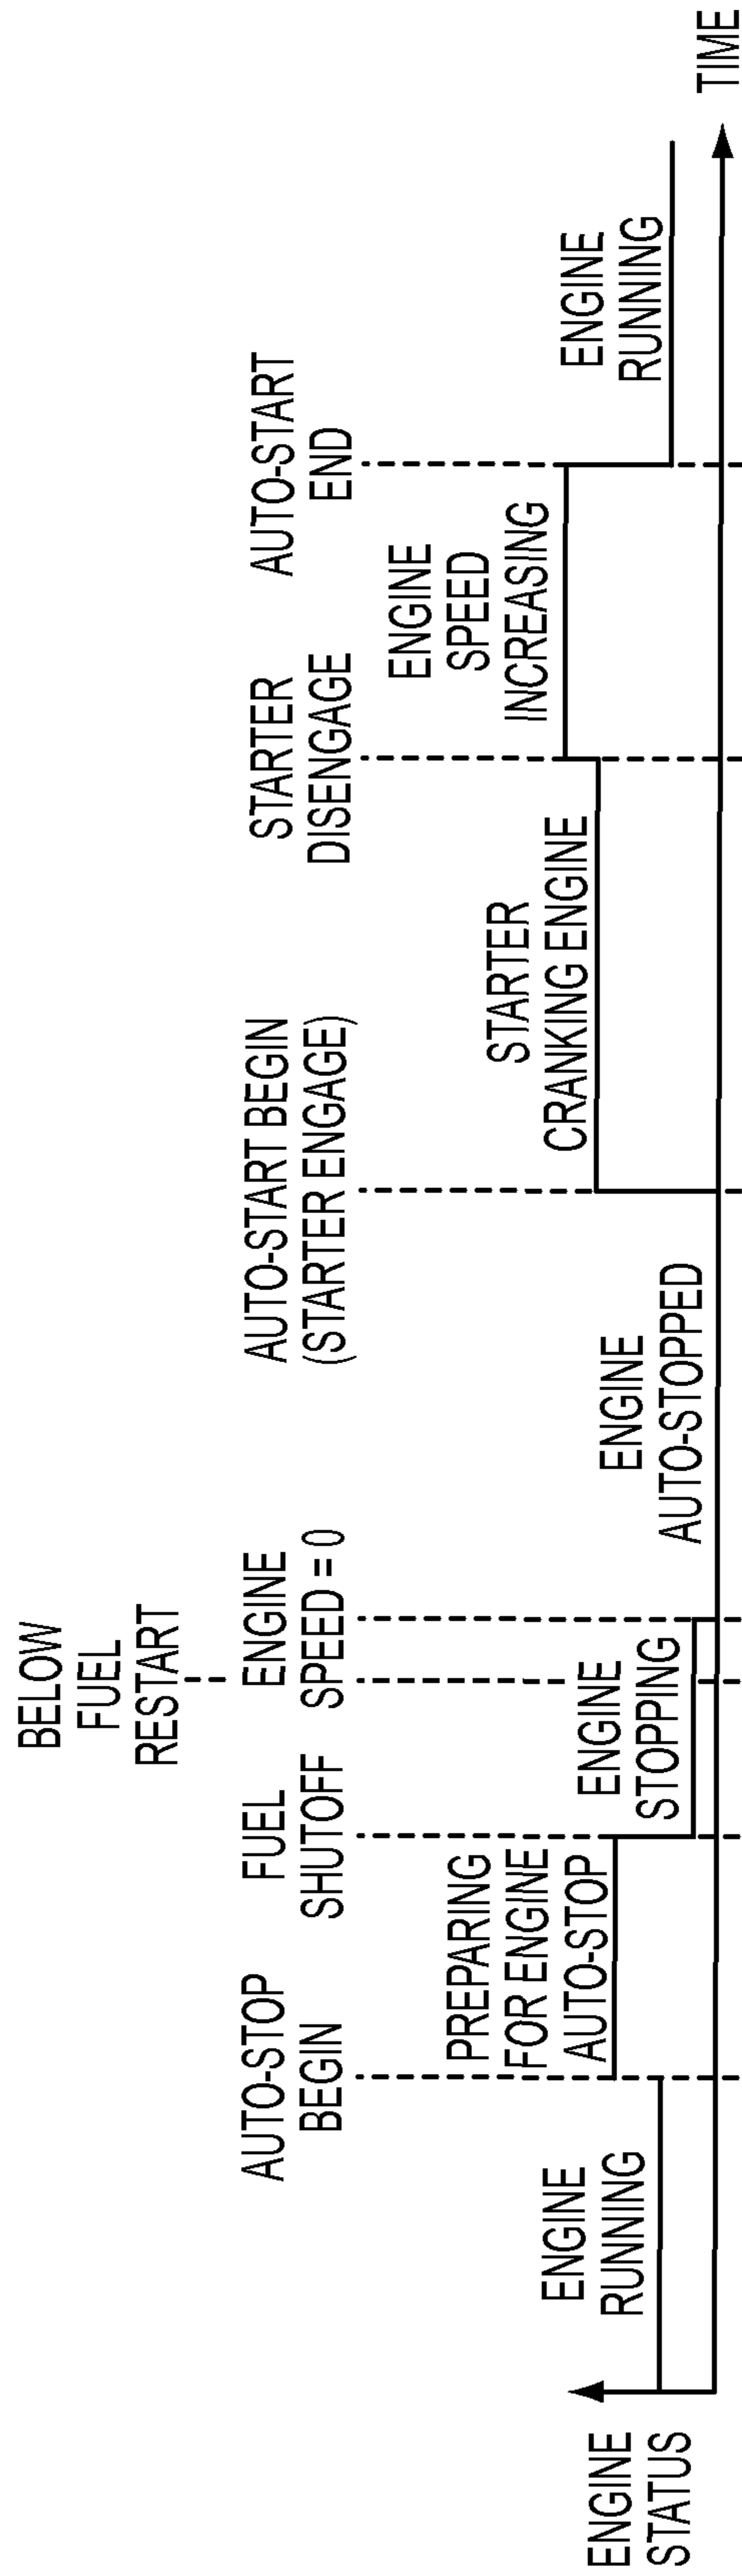 BELOW
FUEL
RESTART
AUTO-STOP
BEGIN
FUEL
SHUTOFF
ENGINE
SPEED = 0
AUTO-START BEGIN
(STARTER ENGAGE)
STARTER
DISENGAGE
AUTO-START
END
ENGINE
STATUS
ENGINE
RUNNING
PREPARING
FOR ENGINE
AUTO-STOP
ENGINE
STOPPING
ENGINE
AUTO-STOPPED
STARTER
CRANKING ENGINE
ENGINE
SPEED
INCREASING
ENGINE
RUNNING
TIME